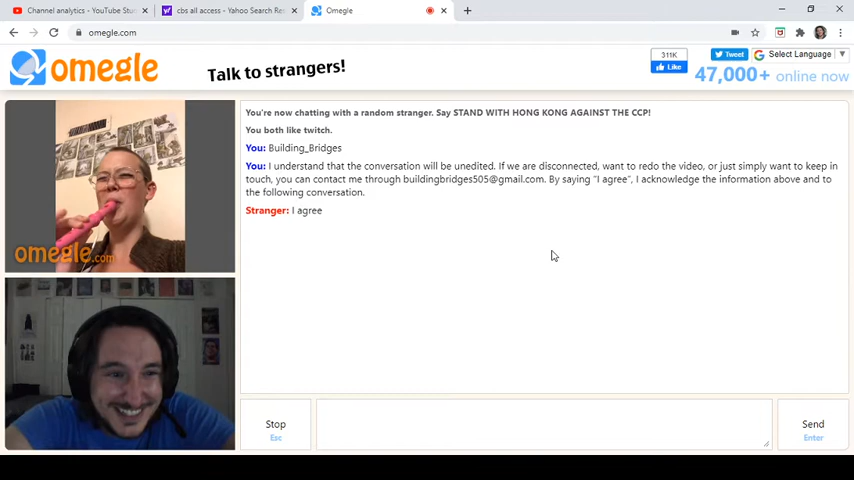 Channel analytics - YouTube Stu
cbs all access - Yahoo Search Re
Omegle
omegle.com
omegle
Talk to strangers!
311K
Like
Tweet
Select Language
47,000+ online now
You're now chatting with a random stranger. Say STAND WITH HONG KONG AGAINST THE CCP!
You both like twitch.
You: Building_Bridges
You: I understand that the conversation will be unedited. If we are disconnected, want to redo the video, or just simply want to keep in
touch, you can contact me through buildingbridges505@gmail.com. By saying "I agree", I acknowledge the information above and to
the following conversation.
Stranger: I agree
omegle.com
Stop
Esc
Send
Enter